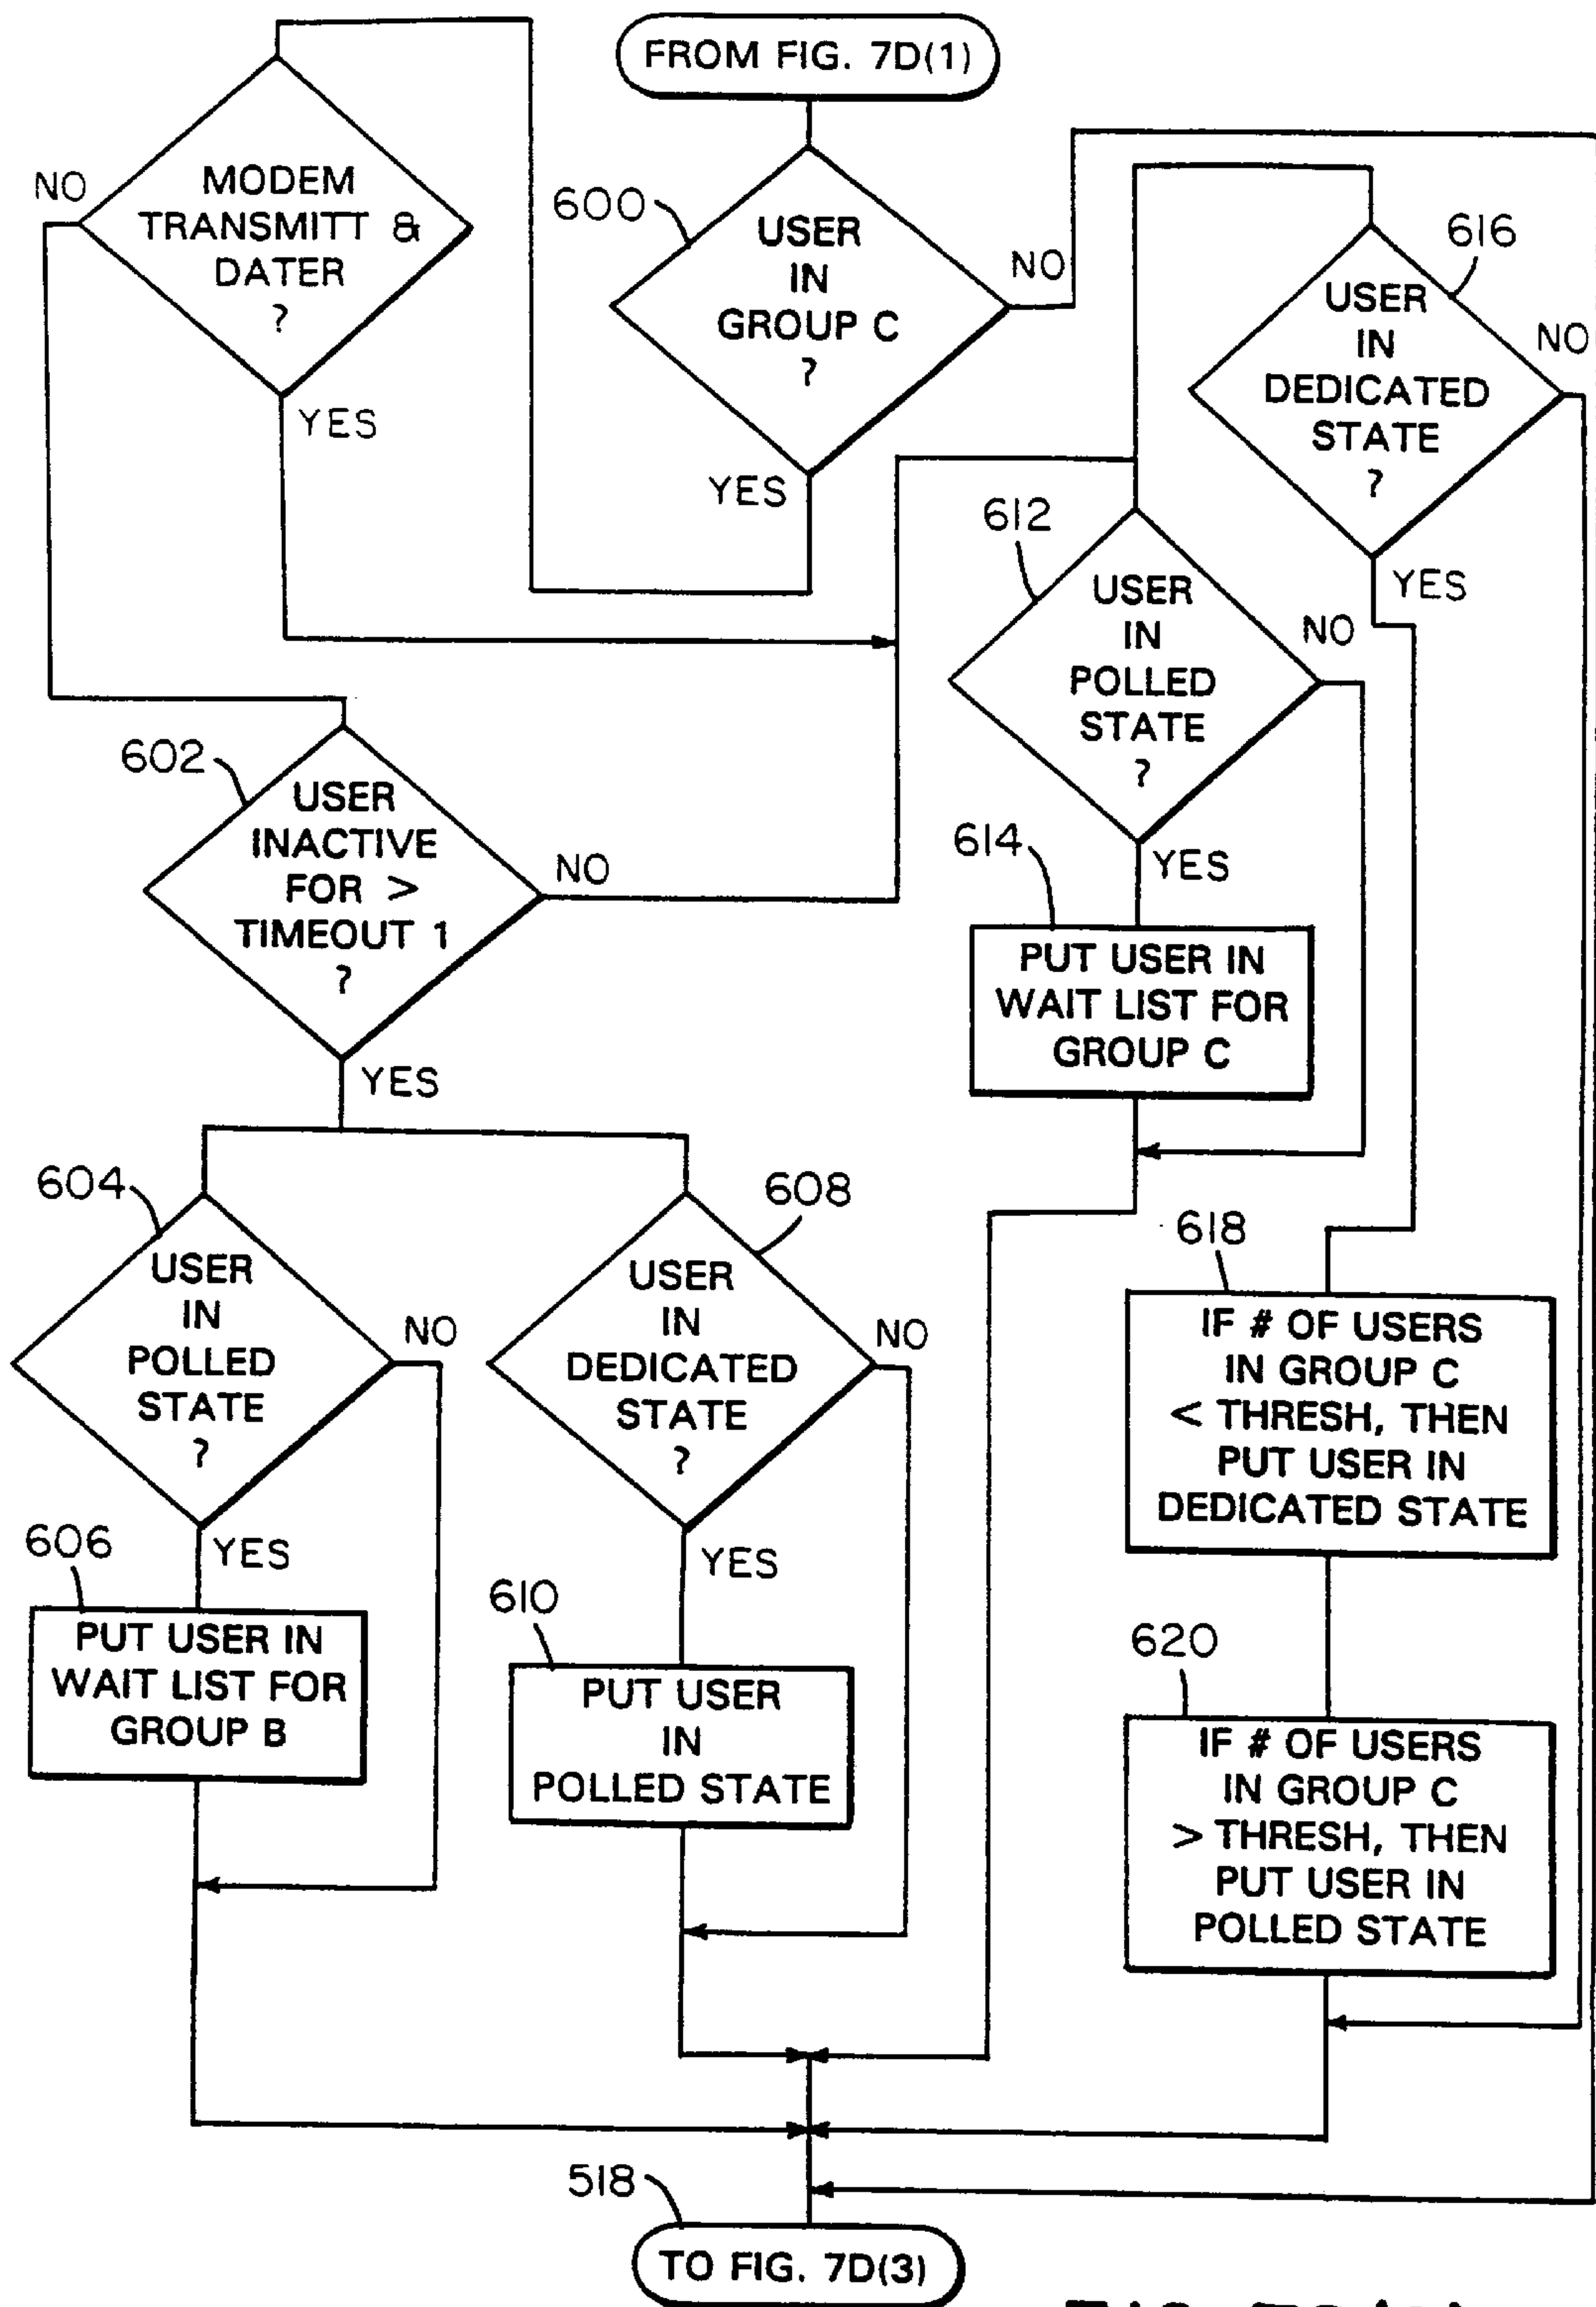 FROM FIG. 7D(1)
NO
MODEM
TRANSMITT &
DATER
?
YES
600
USER
IN
GROUP C
?
NO
YES
616
USER
IN
DEDICATED
STATE
?
NO
YES
612
USER
IN
POLLED
STATE
?
NO
YES
602
USER
INACTIVE
FOR >
TIMEOUT 1
?
NO
YES
614
PUT USER IN
WAIT LIST FOR
GROUP C
604
USER
IN
POLLED
STATE
?
NO
YES
608
USER
IN
DEDICATED
STATE
?
NO
YES
618
IF # OF USERS
IN GROUP C
< THRESH, THEN
PUT USER IN
DEDICATED STATE
606
PUT USER IN
WAIT LIST FOR
GROUP B
610
PUT USER
IN
POLLED STATE
620
IF # OF USERS
IN GROUP C
> THRESH, THEN
PUT USER IN
POLLED STATE
518
TO FIG. 7D(3)